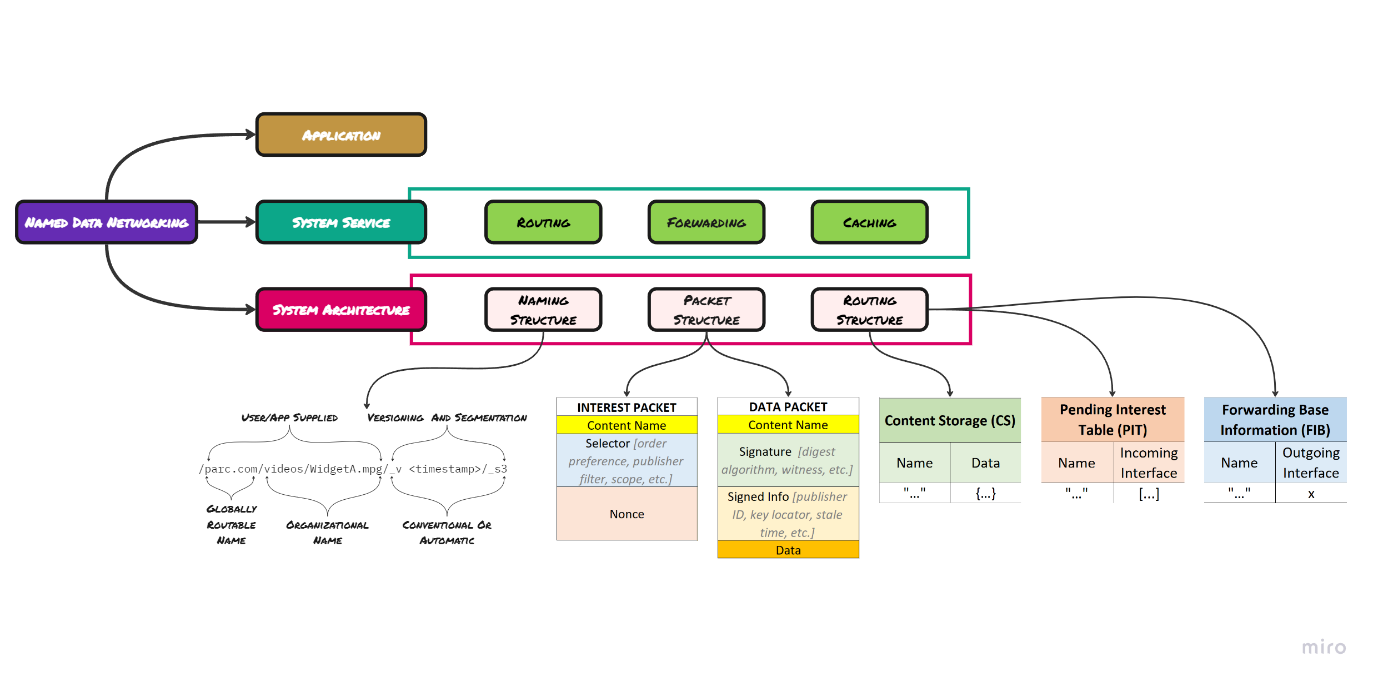 Application
Named Data Networking
System Service
Routing
Forwarding
Caching
System Architecture
Naming
Structure
Packet
Structure
Routing
Structure
User/App Supplied
Versioning And Segmentation
/parc.com/videos/WidgetA.mpg/_v <timestamp>/_s3
Globally
Routable
Name
Organizational
Name
Conventional Or
Automatic
INTEREST PACKET
Content Name
Selector [order
preference, publisher
filter, scope, etc.]
Nonce
DATA PACKET
Content Name
Signature [digest
algorithm, witness, etc.]
Signed Info [publisher
ID, key locator, stale
time, etc.]
Data
Content Storage (CS)
Name Data
"..." {...}
Pending Interest
Table (PIT)
Name Incoming
Interface
"..." [...]
Forwarding Base
Information (FIB)
Name Outgoing
Interface
"..." x
miro